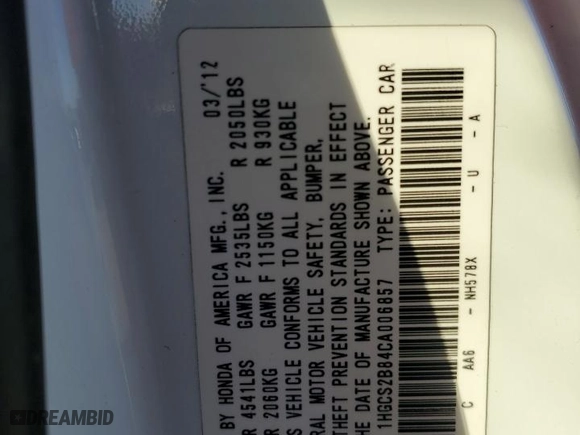 03/'12
BY HONDA OF AMERICA MFG., INC.
4541LBS GAWR F 2535LBS R 2050LBS
2060KG GAWR F 1150KG R 930KG
VEHICLE CONFORMS TO ALL APPLICABLE
MOTOR VEHICLE SAFETY, BUMPER,
THEFT PREVENTION STANDARDS IN EFFECT
THE DATE OF MANUFACTURE SHOWN ABOVE.
1HGCS2B84CA006857 TYPE: PASSENGER CAR
C AA6 - NH578X - U - A
DREAMBID